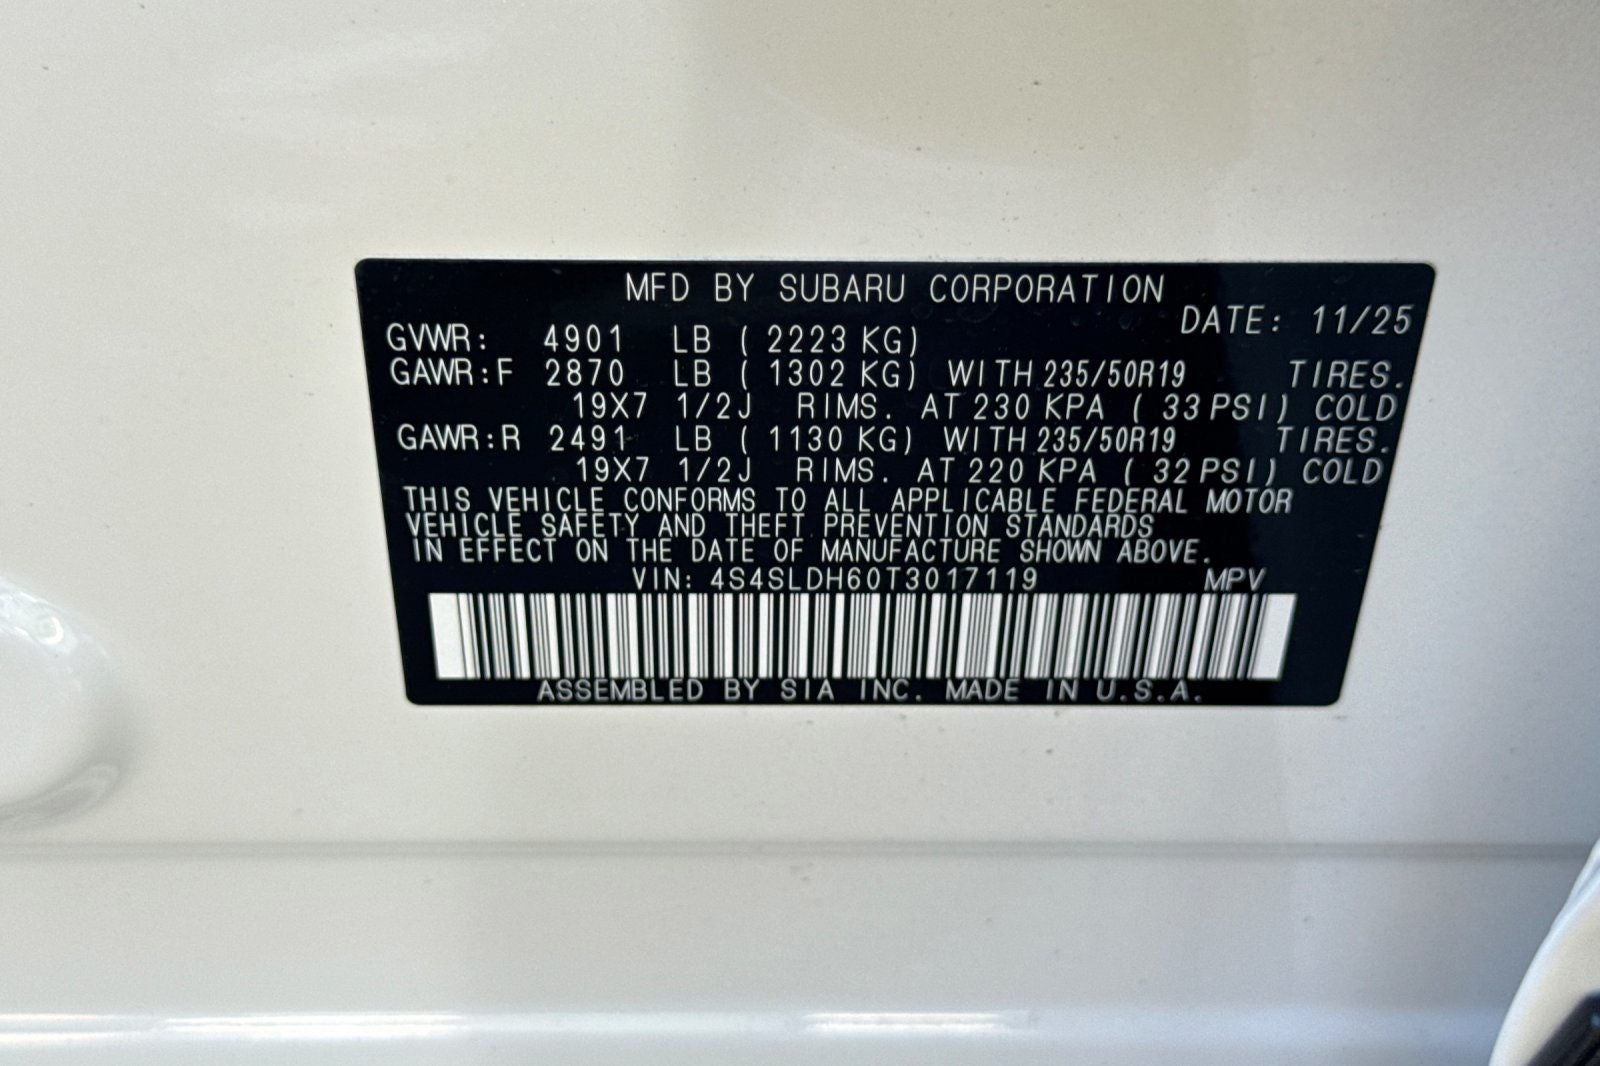 MFD BY SUBARU CORPORATION
DATE: 11/25
GVWR: 4901 LB ( 2223 KG)
GAWR:F 2870 LB ( 1302 KG) WITH 235/50R19 TIRES.
19X7 1/2J RIMS. AT 230 KPA ( 33 PSI) COLD
GAWR:R 2491 LB ( 1130 KG) WITH 235/50R19 TIRES.
19X7 1/2J RIMS. AT 220 KPA ( 32 PSI) COLD
THIS VEHICLE CONFORMS TO ALL APPLICABLE FEDERAL MOTOR
VEHICLE SAFETY AND THEFT PREVENTION STANDARDS
IN EFFECT ON THE DATE OF MANUFACTURE SHOWN ABOVE.
VIN: 4S4SLDH60T3017119 MPV
ASSEMBLED BY SIA INC. MADE IN U.S.A.